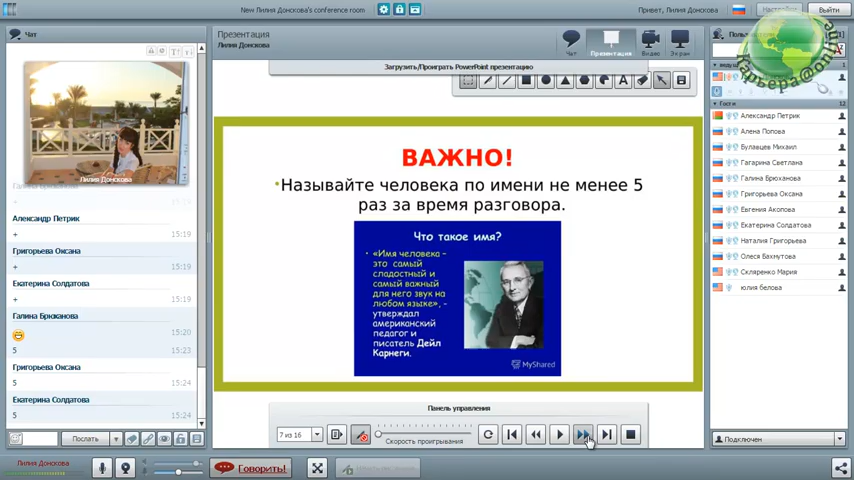 New Лилия Донскова's conference room
Привет, Лилия Донскова
Выйти
Чат
Лилия Донскова
Александр Петрик
+
15:19
Григорьева Оксана
+
15:19
Екатерина Солдатова
+
15:19
Галина Брюханова
15:20
5
15:23
Григорьева Оксана
5
15:24
Екатерина Солдатова
5
15:24
Послать
Презентация
Лилия Донскова
Чат
Презентация
Видео
Экран
Загрузить/Проиграть PowerPoint презентацию
ВАЖНО!
•Называйте человека по имени не менее 5
раз за время разговора.
Что такое имя?
• «Имя человека –
это самый
сладостный и
самый важный
для него звук на
любом языке», -
утверждал
американский
педагог и
писатель Дейл
Карнеги.
MyShared
Панель управления
7 из 16
Скорость проигрывания
карьера@online
Гости
Александр Петрик
Алена Попова
Булавцев Михаил
Гагарина Светлана
Галина Брюханова
Григорьева Оксана
Евгения Акопова
Екатерина Солдатова
Наталия Григорьева
Олеся Бахмутова
Скляренко Мария
юлия белова
Подключен
Лилия Донскова
Говорить!